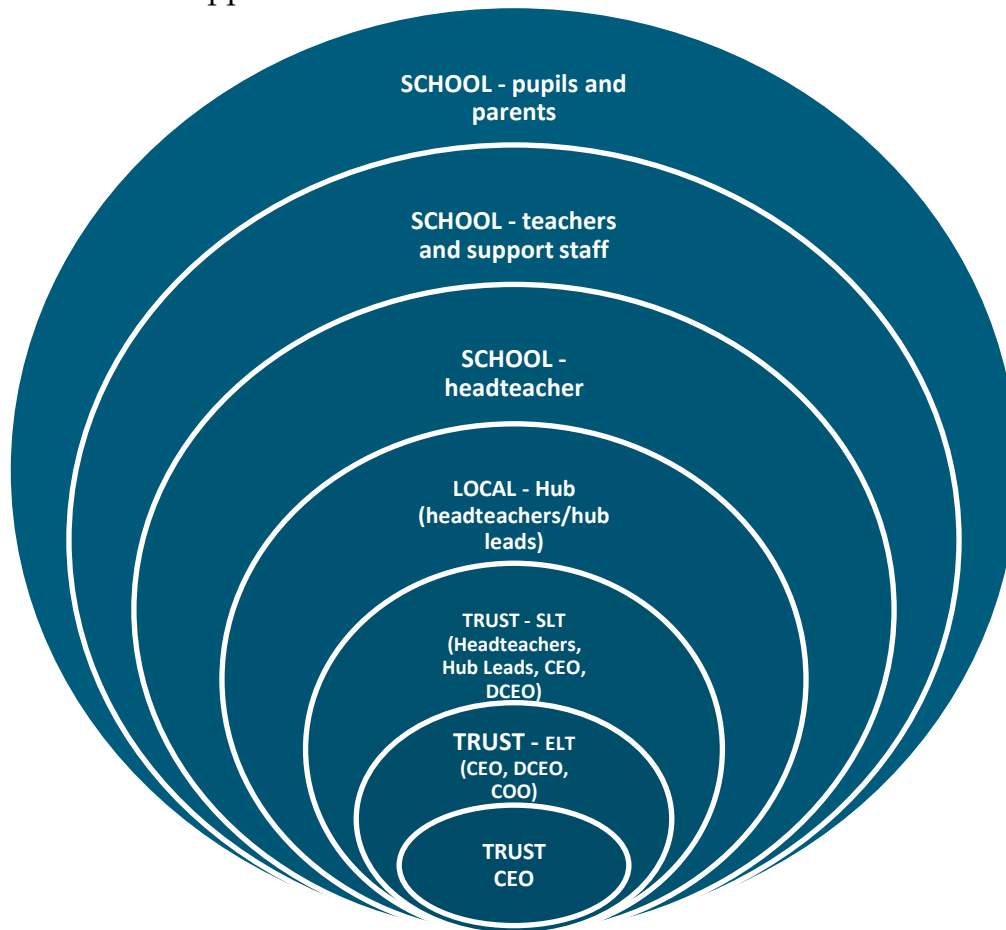 SCHOOL - pupils and
parents
SCHOOL - teachers
and support staff
SCHOOL -
headteacher
LOCAL - Hub
(headteachers/hub
leads)
TRUST - SLT
(Headteachers,
Hub Leads, CEO,
DCEO)
TRUST - ELT
(CEO, DCEO,
COO)
TRUST
CEO